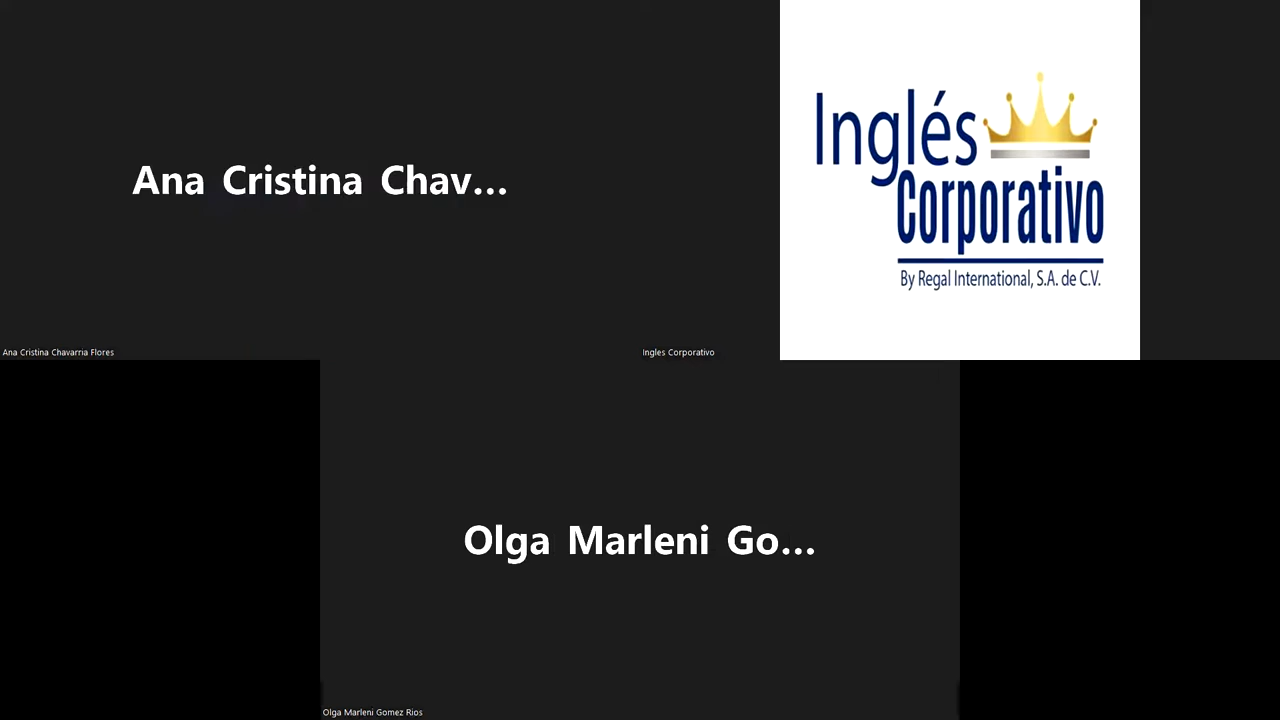 Ana Cristina Chav...
Inglés
Corporativo
By Regal International, S.A. de C.V.
Ana Cristina Chavarria Flores
Ingles Corporativo
Olga Marleni Go...
Olga Marleni Gomez Rios